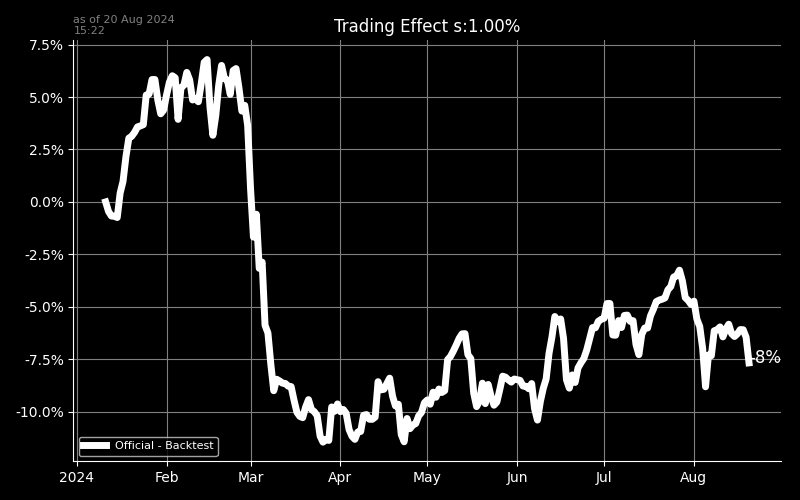 as of 20 Aug 2024
15:22
Trading Effect s:1.00%
7.5%
5.0%
2.5%
0.0%
-2.5%
-5.0%
-7.5%
-10.0%
-8%
Official - Backtest
2024 Feb Mar Apr May Jun Jul Aug